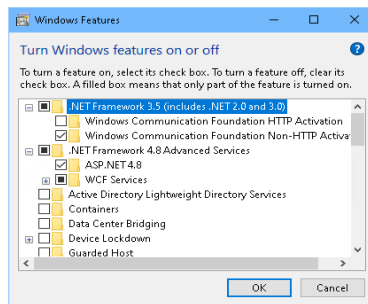 Windows Features
Turn Windows features on or off
To turn a feature on, select its check box. To turn a feature off, clear its
check box. A filled box means that only part of the feature is turned on.
.NET Framework 3.5 (includes .NET 2.0 and 3.0)
Windows Communication Foundation HTTP Activation
Windows Communication Foundation Non-HTTP Activa
.NET Framework 4.8 Advanced Services
ASP.NET 4.8
WCF Services
Active Directory Lightweight Directory Services
Containers
Data Center Bridging
Device Lockdown
Guarded Host
OK
Cancel